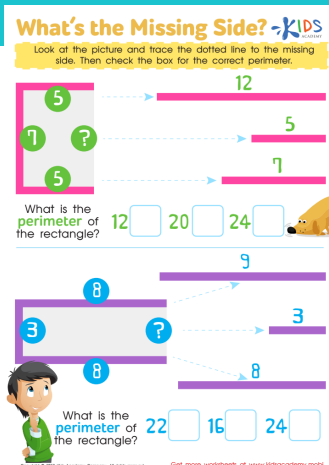 What's the Missing Side?
KIDS
ACADEMY
Look at the picture and trace the dotted line to the missing
side. Then check the box for the correct perimeter.
12
5
5
7
?
7
5
What is the
perimeter of
the rectangle?
12 20 24
9
8
3
3
?
8
8
What is the
perimeter of
the rectangle?
22 16 24
Get more worksheets at www.kidsacademy.mobi